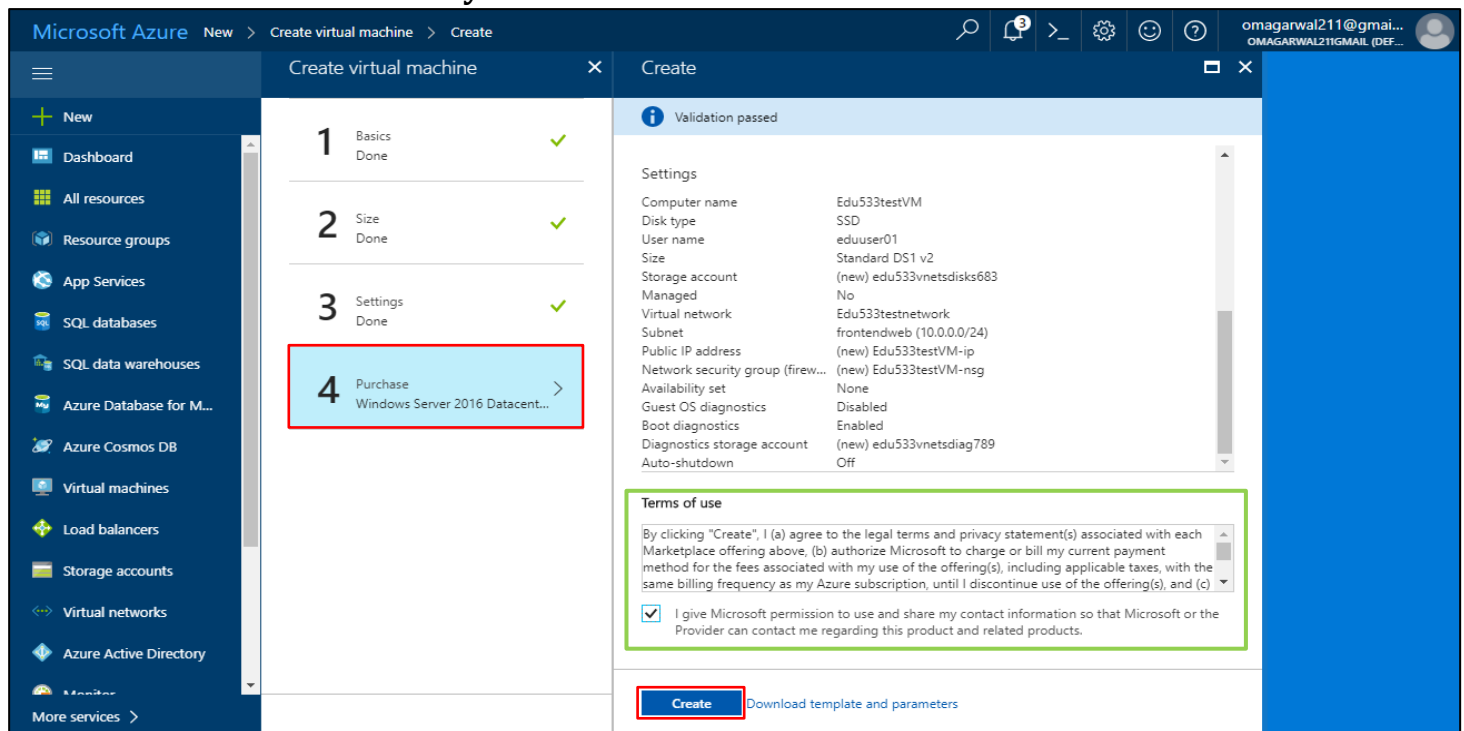 Microsoft Azure New > Create virtual machine > Create
3
>_
?
omagarwal211@gmai...
OMAGARWAL211GMAIL (DEF...
Create virtual machine
Create
New
Dashboard
All resources
Resource groups
App Services
SQL databases
SQL data warehouses
Azure Database for M...
Azure Cosmos DB
Virtual machines
Load balancers
Storage accounts
Virtual networks
Azure Active Directory
Monitor
More services >
1
Basics
Done
2
Size
Done
3
Settings
Done
4
Purchase
Windows Server 2016 Datacent...
Validation passed
Settings
Computer name Edu533testVM
Disk type SSD
User name eduuser01
Size Standard DS1 v2
Storage account (new) edu533vnetsdisks683
Managed No
Virtual network Edu533testnetwork
Subnet frontendweb (10.0.0.0/24)
Public IP address (new) Edu533testVM-ip
Network security group (firew... (new) Edu533testVM-nsg
Availability set None
Guest OS diagnostics Disabled
Boot diagnostics Enabled
Diagnostics storage account (new) edu533vnetsdiag789
Auto-shutdown Off
Terms of use
By clicking "Create", I (a) agree to the legal terms and privacy statement(s) associated with each
Marketplace offering above, (b) authorize Microsoft to charge or bill my current payment
method for the fees associated with my use of the offering(s), including applicable taxes, with the
same billing frequency as my Azure subscription, until I discontinue use of the offering(s), and (c)
I give Microsoft permission to use and share my contact information so that Microsoft or the
Provider can contact me regarding this product and related products.
Create Download template and parameters